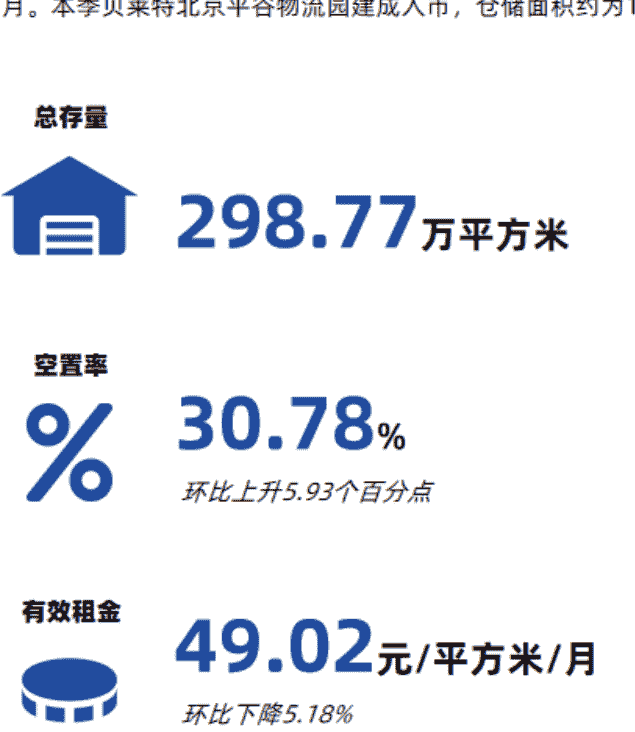 月。本季贝莱特北京平谷物流园建成入市，仓储面积约为1
总存量
298.77万平方米
空置率
30.78%
环比上升5.93个百分点
有效租金
49.02元/平方米/月
环比下降5.18%